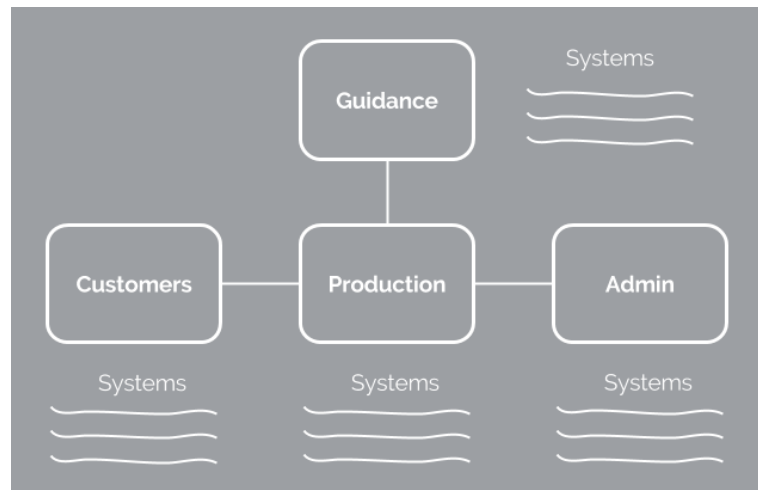 Guidance
Systems
Customers
Production
Admin
Systems
Systems
Systems